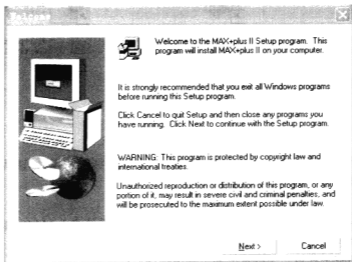 Welcome
Welcome to the MAX+plus II Setup program. This
program will install MAX+plus II on your computer.
It is strongly recommended that you exit all Windows programs
before running this Setup program.
Click Cancel to quit Setup and then close any programs you
have running. Click Next to continue with the Setup program.
WARNING: This program is protected by copyright law and
international treaties.
Unauthorized reproduction or distribution of this program, or any
portion of it, may result in severe civil and criminal penalties, and
will be prosecuted to the maximum extent possible under law.
Next >
Cancel